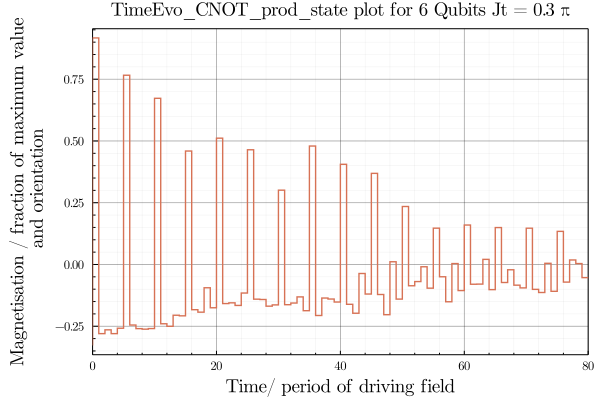 TimeEvo_CNOT_prod_state plot for 6 Qubits Jt = 0.3 π
Magnetisation / fraction of maximum value
and orientation
0.75
0.50
0.25
0.00
−0.25
0 20 40 60 80
Time/ period of driving field